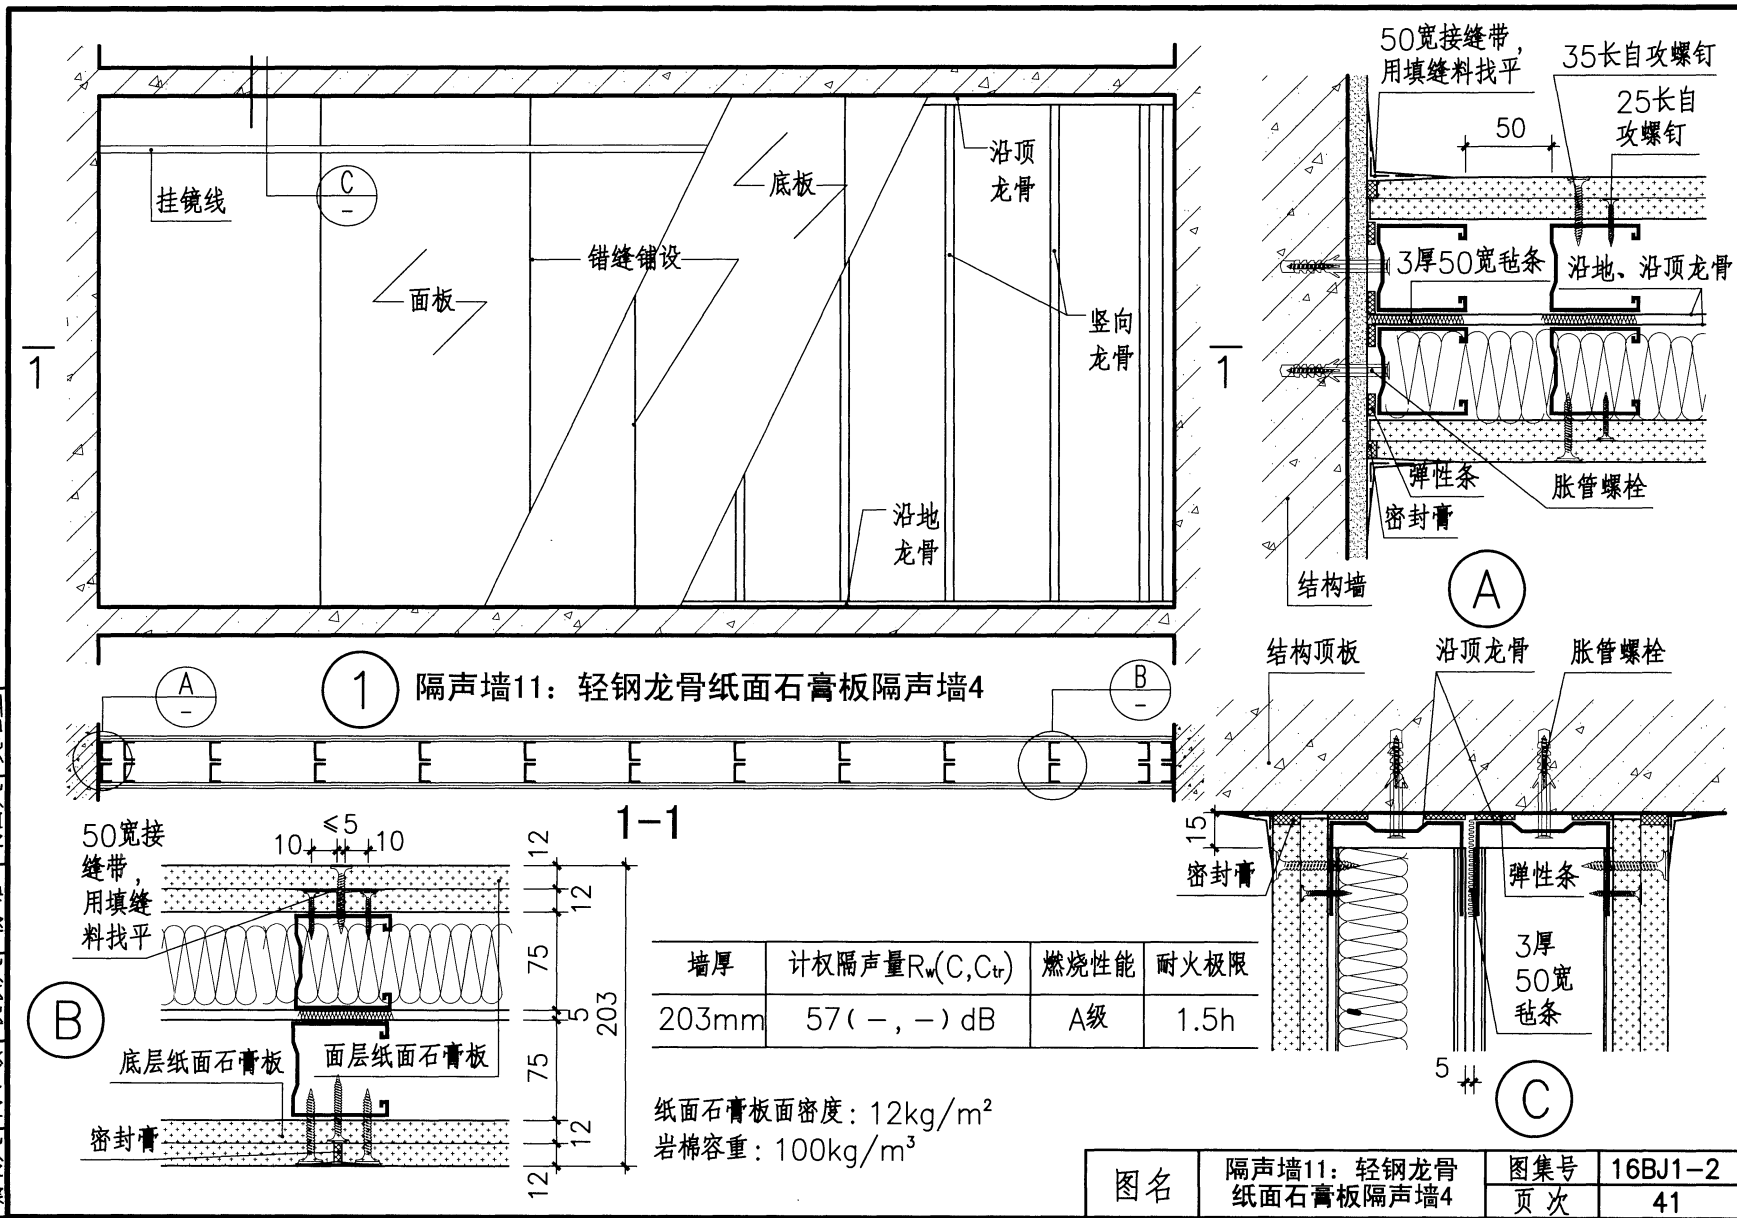 挂镜线
C
-
面板
错缝铺设
底板
沿顶
龙骨
竖向
龙骨
沿地
龙骨
1
1
1 隔声墙11：轻钢龙骨纸面石膏板隔声墙4
A
-
B
-
1-1
50宽接缝带，
用填缝料找平
35长自攻螺钉
25长自
攻螺钉
50
3厚50宽毡条
沿地、沿顶龙骨
弹性条
密封膏
胀管螺栓
结构墙
A
结构顶板
沿顶龙骨
胀管螺栓
15
密封膏
弹性条
3厚
50宽
毡条
5
C
50宽接
缝带，
用填缝
料找平
10
≤5
10
12
12
75
5
75
12
12
203
B
底层纸面石膏板
面层纸面石膏板
密封膏
墙厚 计权隔声量Rw(C,Ctr) 燃烧性能 耐火极限
203mm 57(-,-)dB A级 1.5h
纸面石膏板面密度：12kg/m²
岩棉容重：100kg/m³
图名
隔声墙11：轻钢龙骨
纸面石膏板隔声墙4
图集号 16BJ1-2
页次 41